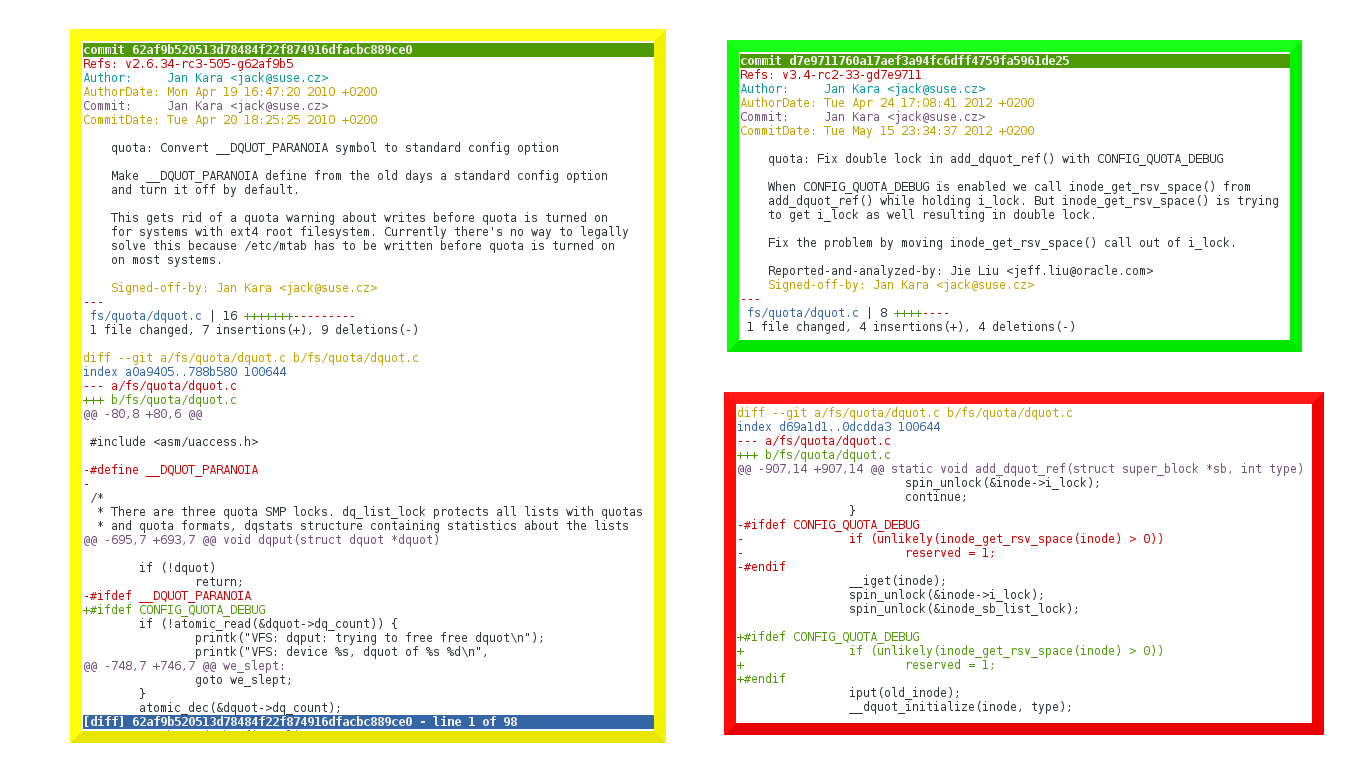 commit 62af9b520513d78484f22f874916dfacbc889ce0
Refs: v2.6.34-rc3-505-g62af9b5
Author:     Jan Kara <jack@suse.cz>
AuthorDate: Mon Apr 19 16:47:20 2010 +0200
Commit:     Jan Kara <jack@suse.cz>
CommitDate: Tue Apr 20 18:25:25 2010 +0200
quota: Convert __DQUOT_PARANOIA symbol to standard config option
Make __DQUOT_PARANOIA define from the old days a standard config option
and turn it off by default.
This gets rid of a quota warning about writes before quota is turned on
for systems with ext4 root filesystem. Currently there's no way to legally
solve this because /etc/mtab has to be written before quota is turned on
on most systems.
Signed-off-by: Jan Kara <jack@suse.cz>
---
fs/quota/dquot.c | 16 +++++++---------
1 file changed, 7 insertions(+), 9 deletions(-)
diff --git a/fs/quota/dquot.c b/fs/quota/dquot.c
index a0a9405..788b580 100644
--- a/fs/quota/dquot.c
+++ b/fs/quota/dquot.c
@@ -80,8 +80,6 @@
#include <asm/uaccess.h>
-#define __DQUOT_PARANOIA
-
/*
* There are three quota SMP locks. dq_list_lock protects all lists with quotas
* and quota formats, dqstats structure containing statistics about the lists
@@ -695,7 +693,7 @@ void dqput(struct dquot *dquot)
if (!dquot)
return;
-#ifdef __DQUOT_PARANOIA
+#ifdef CONFIG_QUOTA_DEBUG
if (!atomic_read(&dquot->dq_count)) {
printk("VFS: dqput: trying to free free dquot\n");
printk("VFS: device %s, dquot of %s %d\n",
@@ -748,7 +746,7 @@ we_slept:
goto we_slept;
}
atomic_dec(&dquot->dq_count);
[diff] 62af9b520513d78484f22f874916dfacbc889ce0 - line 1 of 98
commit d7e9711760a17aef3a94fc6dff4759fa5961de25
Refs: v3.4-rc2-33-gd7e9711
Author:     Jan Kara <jack@suse.cz>
AuthorDate: Tue Apr 24 17:08:41 2012 +0200
Commit:     Jan Kara <jack@suse.cz>
CommitDate: Tue May 15 23:34:37 2012 +0200
quota: Fix double lock in add_dquot_ref() with CONFIG_QUOTA_DEBUG
When CONFIG_QUOTA_DEBUG is enabled we call inode_get_rsv_space() from
add_dquot_ref() while holding i_lock. But inode_get_rsv_space() is trying
to get i_lock as well resulting in double lock.
Fix the problem by moving inode_get_rsv_space() call out of i_lock.
Reported-and-analyzed-by: Jie Liu <jeff.liu@oracle.com>
Signed-off-by: Jan Kara <jack@suse.cz>
---
fs/quota/dquot.c | 8 ++++----
1 file changed, 4 insertions(+), 4 deletions(-)
diff --git a/fs/quota/dquot.c b/fs/quota/dquot.c
index d69a1d1..0dcdda3 100644
--- a/fs/quota/dquot.c
+++ b/fs/quota/dquot.c
@@ -907,14 +907,14 @@ static void add_dquot_ref(struct super_block *sb, int type)
spin_unlock(&inode->i_lock);
continue;
}
-#ifdef CONFIG_QUOTA_DEBUG
-               if (unlikely(inode_get_rsv_space(inode) > 0))
-                       reserved = 1;
-#endif
__iget(inode);
spin_unlock(&inode->i_lock);
spin_unlock(&inode_sb_list_lock);
+#ifdef CONFIG_QUOTA_DEBUG
+               if (unlikely(inode_get_rsv_space(inode) > 0))
+                       reserved = 1;
+#endif
iput(old_inode);
__dquot_initialize(inode, type);